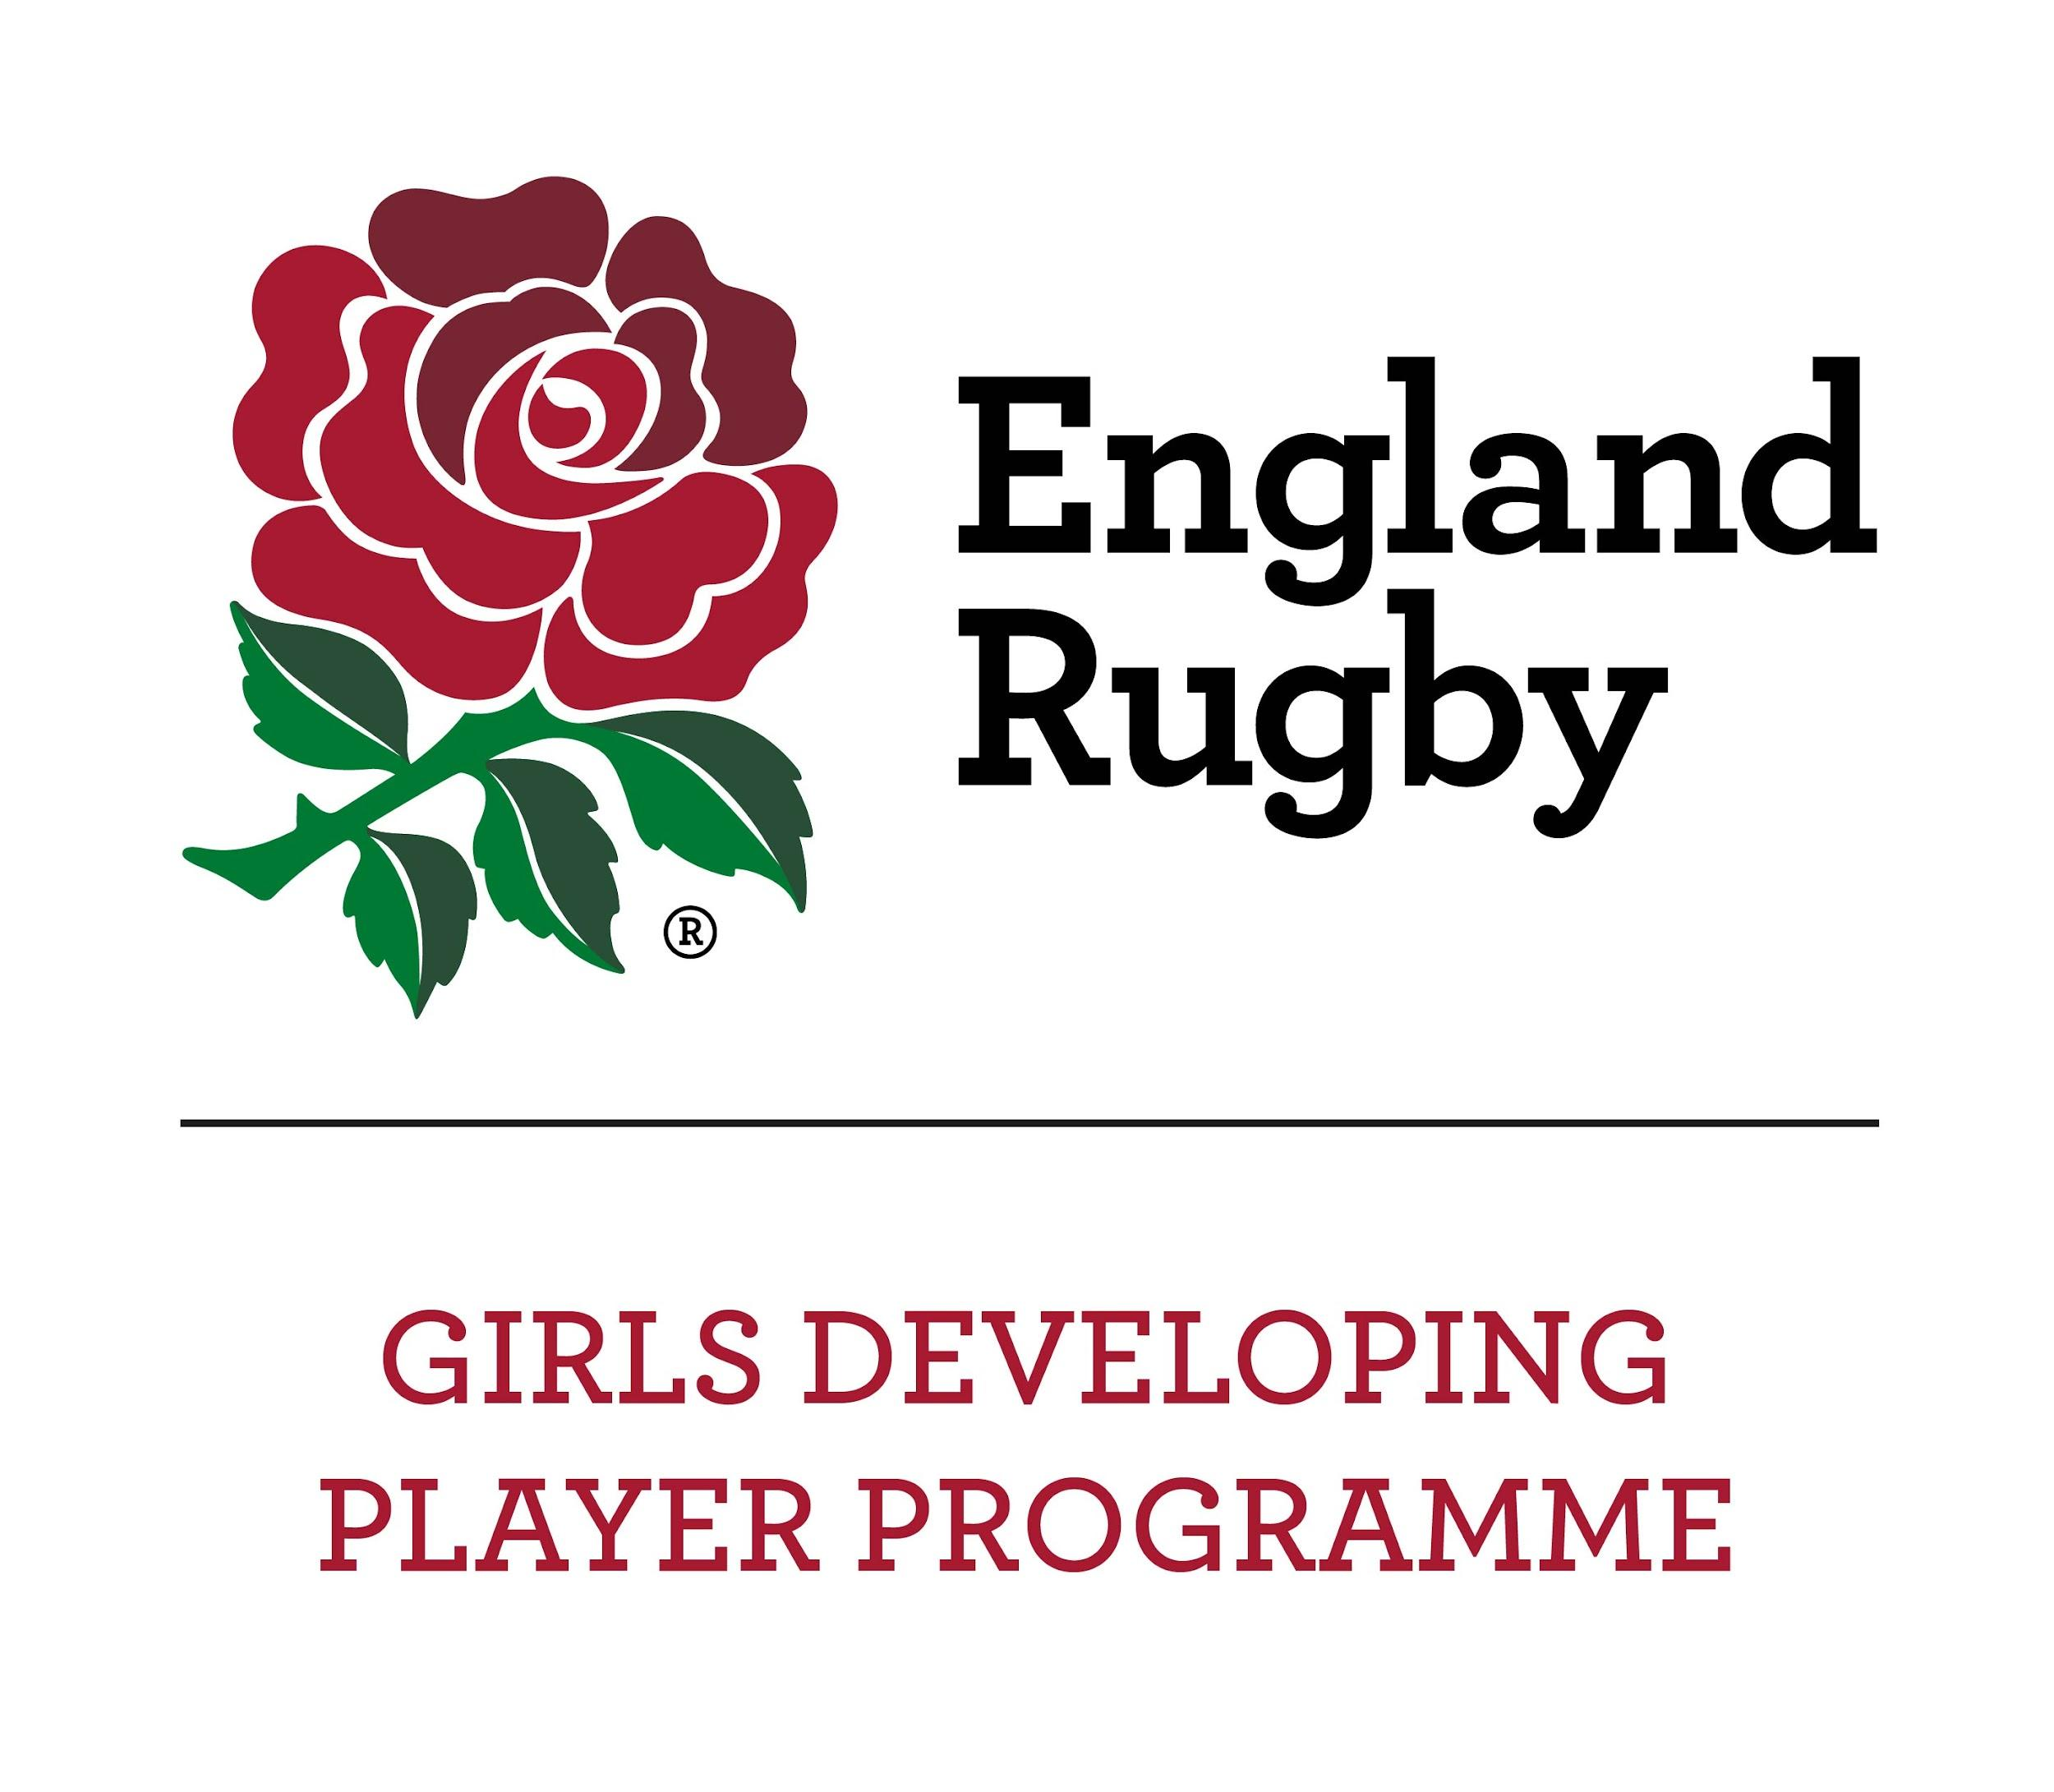 England
Rugby
®
GIRLS DEVELOPING
PLAYER PROGRAMME